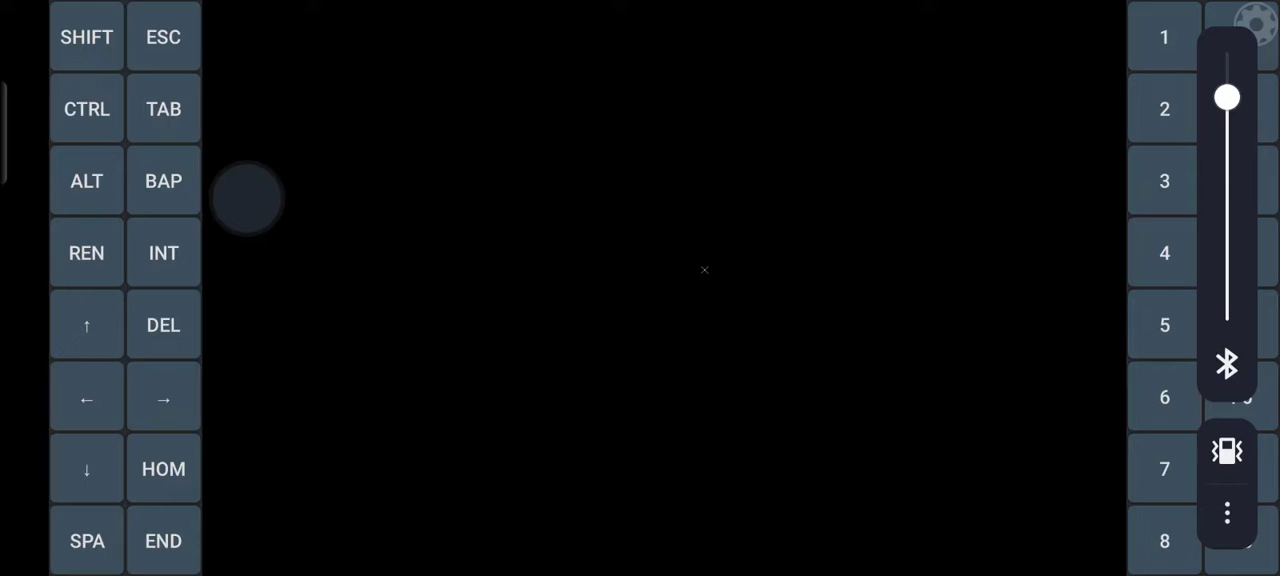 SHIFT ESC 1
CTRL TAB 2
ALT BAP 3
REN INT 4
↑ DEL 5
← → 6
↓ HOM 7
SPA END 8